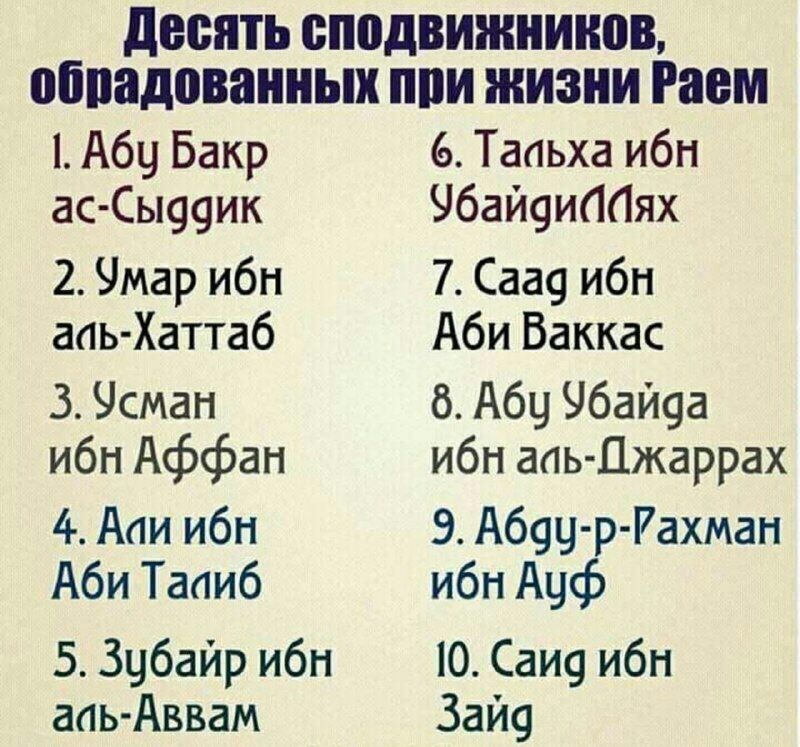 Десять сподвижников,
обрадованных при жизни Раем
1. Абу Бакр
ас-Сыддик
2. Умар ибн
аль-Хаттаб
3. Усман
ибн Аффан
4. Али ибн
Аби Талиб
5. Зубайр ибн
аль-Аввам
6. Тальха ибн
УбайдиЛЛях
7. Саад ибн
Аби Ваккас
8. Абу Убайда
ибн аль-Джаррах
9. Абду-р-Рахман
ибн Ауф
10. Саид ибн
Зайд